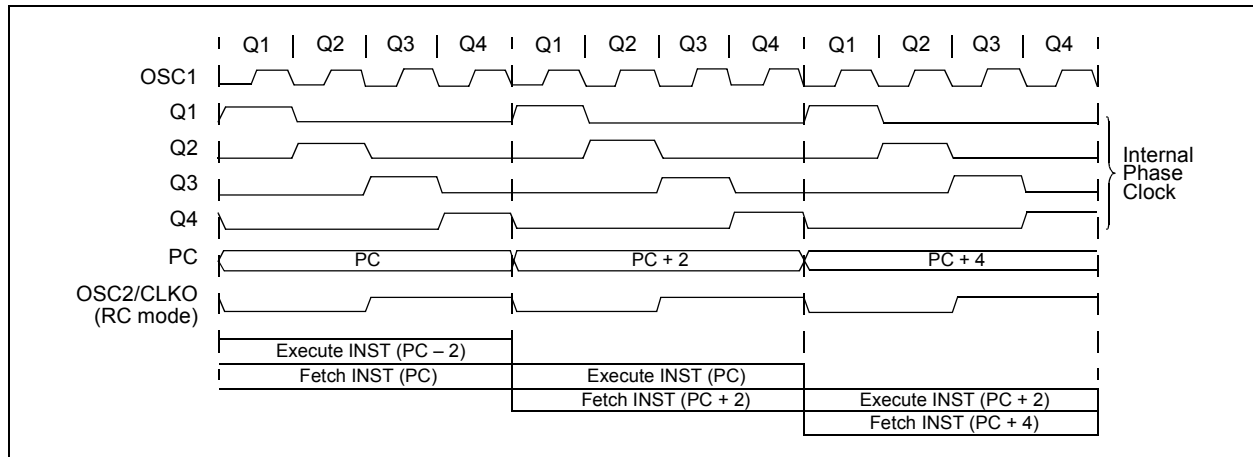 Q1 Q2 Q3 Q4 Q1 Q2 Q3 Q4 Q1 Q2 Q3 Q4
OSC1
Q1
Q2
Q3
Q4
Internal
Phase
Clock
PC PC PC + 2 PC + 4
OSC2/CLKO
(RC mode)
Execute INST (PC – 2)
Fetch INST (PC) Execute INST (PC)
Fetch INST (PC + 2) Execute INST (PC + 2)
Fetch INST (PC + 4)